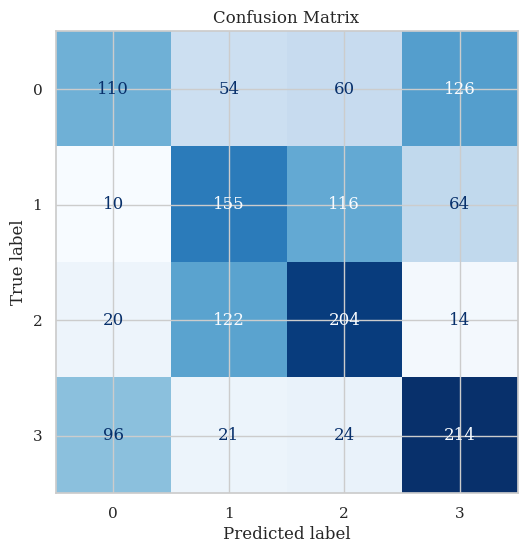 Confusion Matrix
True label
0 110 54 60 126
1 10 155 116 64
2 20 122 204 14
3 96 21 24 214
0 1 2 3
Predicted label